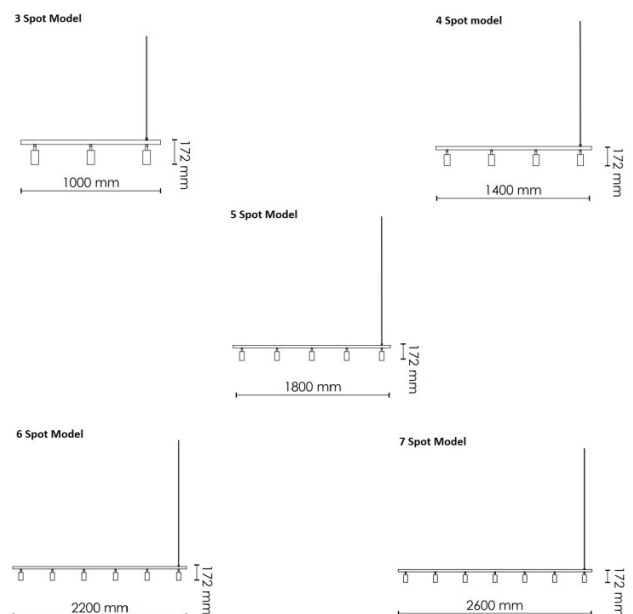 3 Spot Model
172 mm
1000 mm
4 Spot model
172 mm
1400 mm
5 Spot Model
172 mm
1800 mm
6 Spot Model
172 mm
2200 mm
7 Spot Model
172 mm
2600 mm